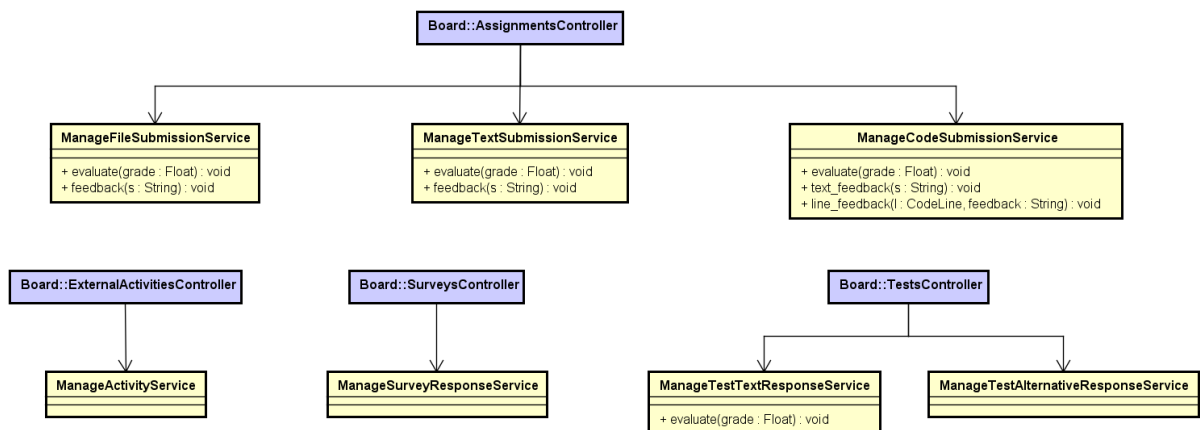 Board::AssignmentsController
ManageFileSubmissionService
+ evaluate(grade : Float) : void
+ feedback(s : String) : void
ManageTextSubmissionService
+ evaluate(grade : Float) : void
+ feedback(s : String) : void
ManageCodeSubmissionService
+ evaluate(grade : Float) : void
+ text_feedback(s : String) : void
+ line_feedback(l : CodeLine, feedback : String) : void
Board::ExternalActivitiesController
Board::SurveysController
Board::TestsController
ManageActivityService
ManageSurveyResponseService
ManageTestTextResponseService
+ evaluate(grade : Float) : void
ManageTestAlternativeResponseService